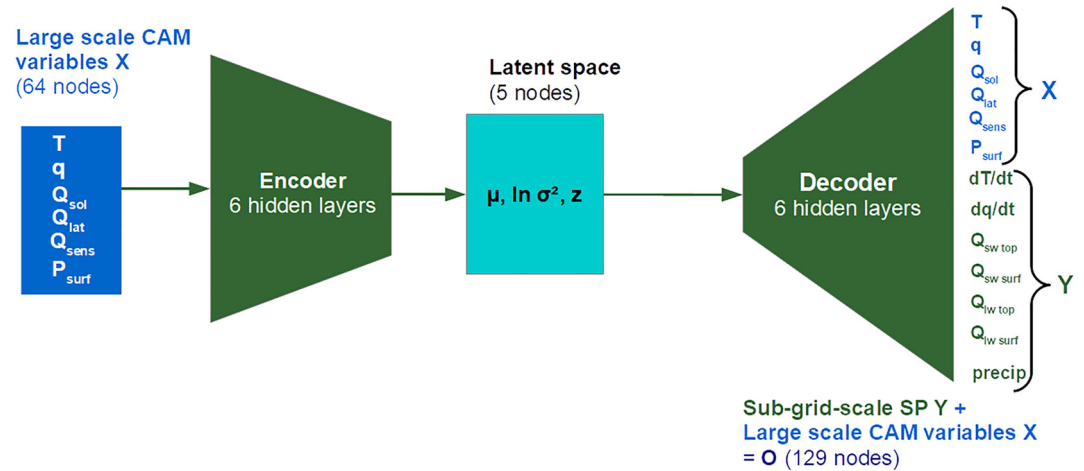 Large scale CAM
variables X
(64 nodes)
T
q
Qsol
Qlat
Qsens
Psurf
Encoder
6 hidden layers
Latent space
(5 nodes)
μ, ln σ², z
Decoder
6 hidden layers
T
q
Qsol
Qlat
Qsens
Psurf
X
dT/dt
dq/dt
Qsw top
Qsw surf
Qlw top
Qlw surf
precip
Y
Sub-grid-scale SP Y +
Large scale CAM variables X
= O (129 nodes)